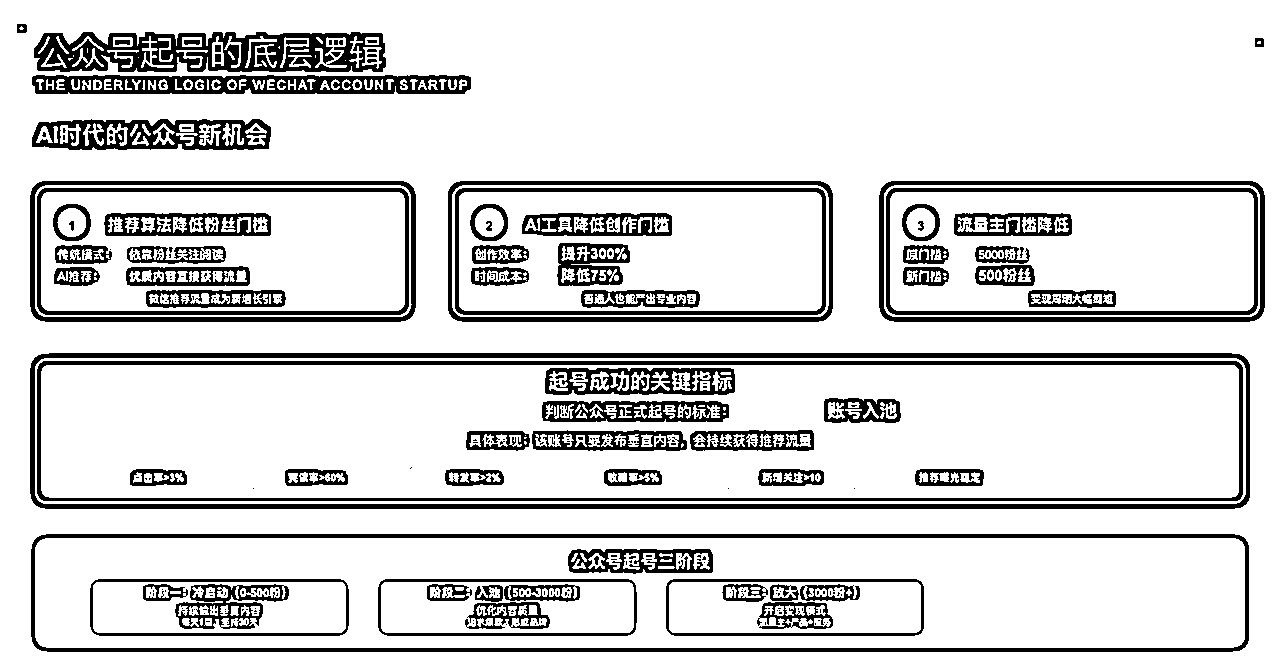 公众号起号的底层逻辑
THE UNDERLYING LOGIC OF WECHAT ACCOUNT STARTUP
AI时代的公众号新机会
1 推荐算法降低粉丝门槛
传统模式： 依靠粉丝关注阅读
AI推荐： 优质内容直接获得流量
微信推荐流量成为新增长引擎
2 AI工具降低创作门槛
创作效率： 提升300%
时间成本： 降低75%
普通人也能产出专业内容
3 流量主门槛降低
原门槛： 5000粉丝
新门槛： 500粉丝
变现周期大幅缩短
起号成功的关键指标
判断公众号正式起号的标准： 账号入池
具体表现：该账号只要发布垂直内容，会持续获得推荐流量
点击率>3% 完读率>60% 转发率>2% 收藏率>5% 新增关注>10 推荐曝光稳定
公众号起号三阶段
阶段一：冷启动（0-500粉）
持续输出垂直内容
每天1篇，坚持30天
阶段二：入池（500-3000粉）
优化内容质量
阶段三：放大（3000粉+）
开启变现模式
流量主+产品+服务